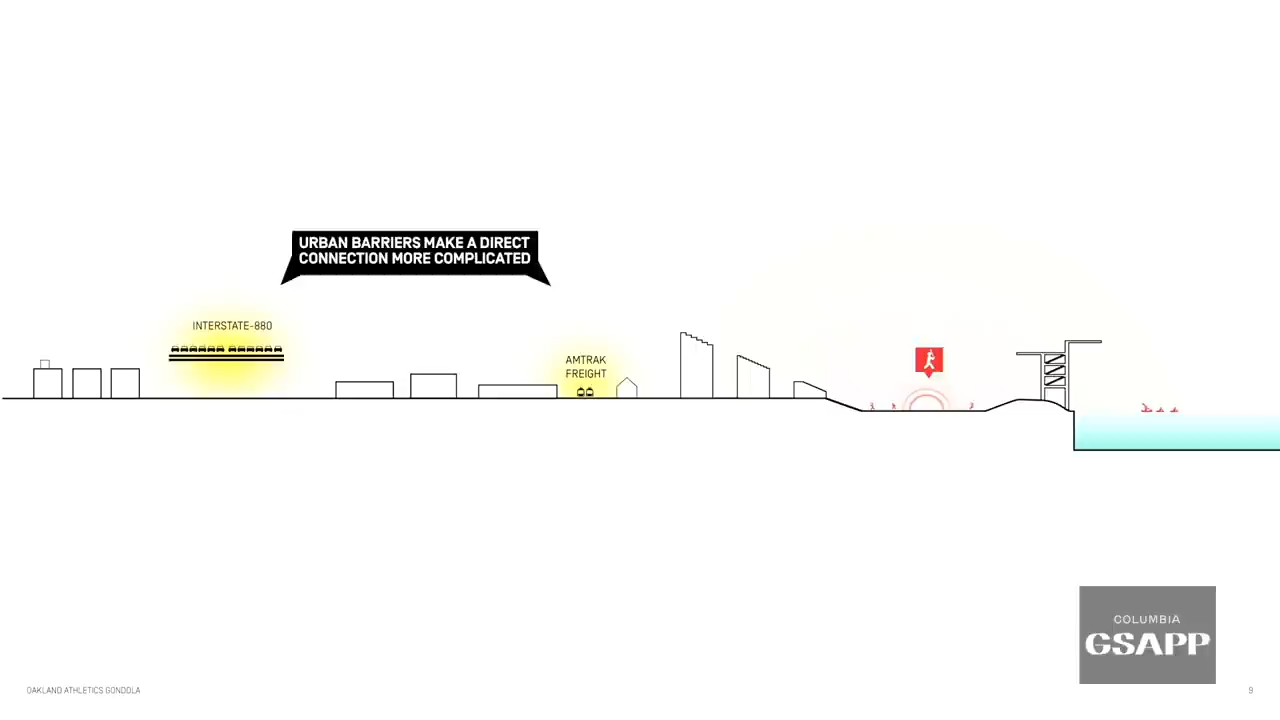 URBAN BARRIERS MAKE A DIRECT
CONNECTION MORE COMPLICATED
INTERSTATE-880
AMTRAK
FREIGHT
COLUMBIA
GSAPP
OAKLAND ATHLETICS GONDOLA
9